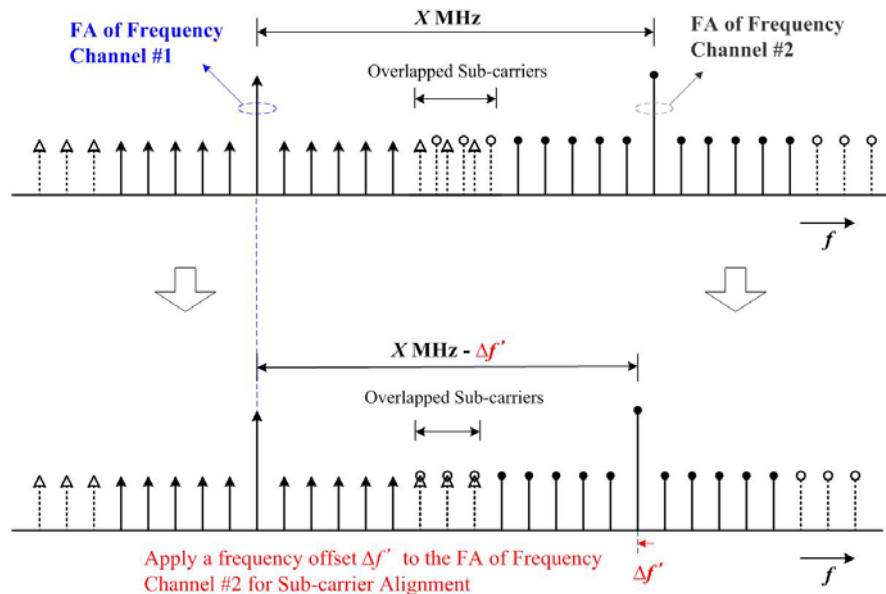 X MHz
FA of Frequency
Channel #1
FA of Frequency
Channel #2
Overlapped Sub-carriers
f
X MHz - Δf'
Overlapped Sub-carriers
Apply a frequency offset Δf' to the FA of Frequency
Channel #2 for Sub-carrier Alignment
Δf'
f